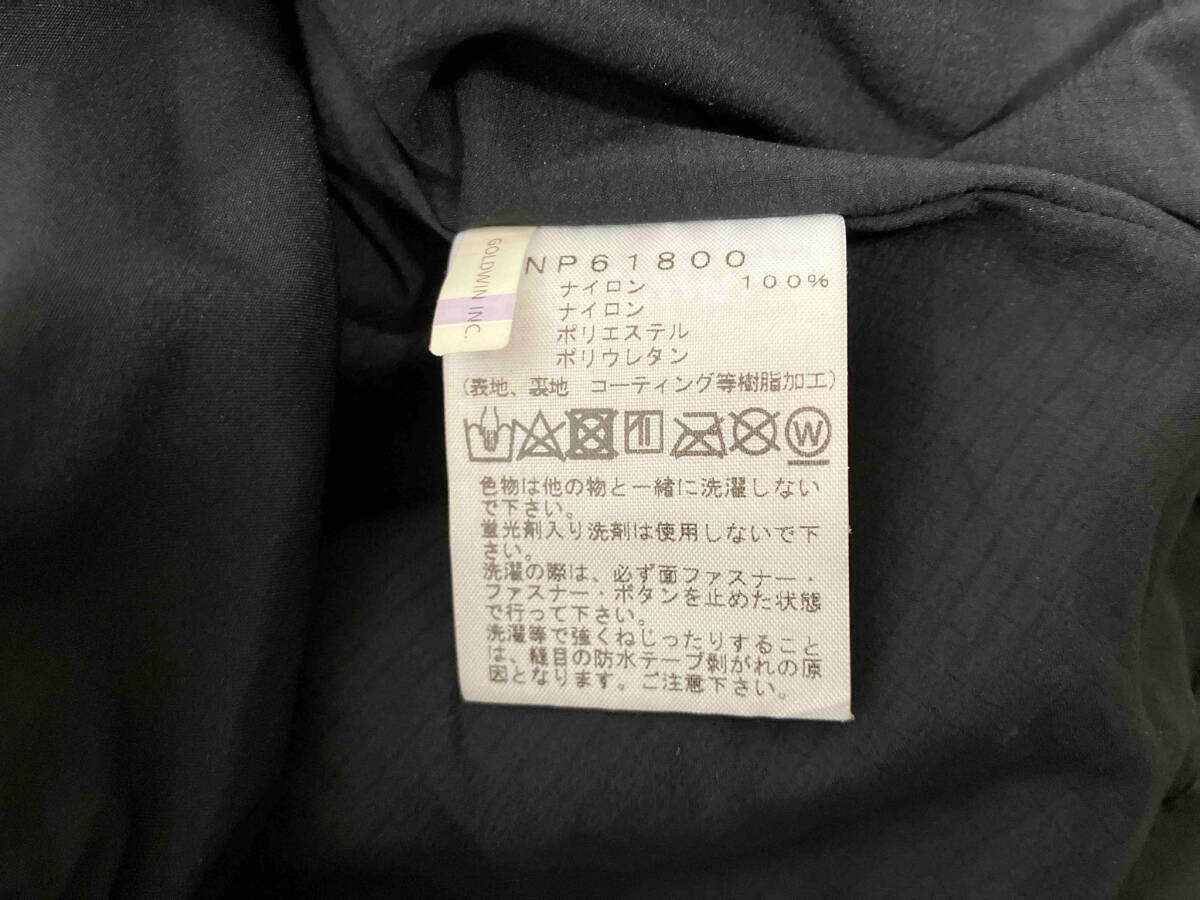 GOLDWIN INC.
NP61800
ナイロン 100%
ナイロン
ポリエステル
ポリウレタン
(表地、裏地 コーティング等樹脂加工)
W
色物は他の物と一緒に洗濯しない
で下さい。
蛍光剤入り洗剤は使用しないで下
さい。
洗濯の際は、必ず面ファスナー・
ファスナー・ボタンを止めた状態
で行って下さい。
洗濯等で強くねじったりすること
は、縫目の防水テープ剝がれの原
因となります。ご注意下さい。